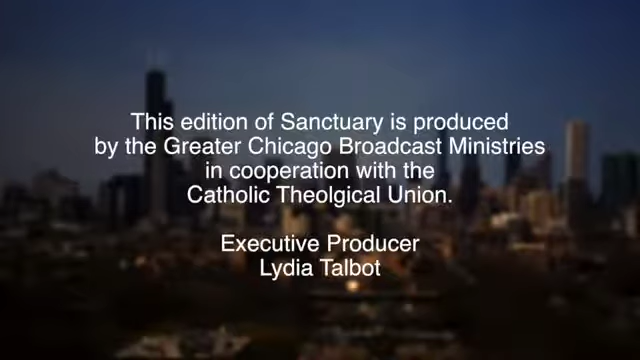 This edition of Sanctuary is produced
by the Greater Chicago Broadcast Ministries
in cooperation with the
Catholic Theolgical Union.
Executive Producer
Lydia Talbot